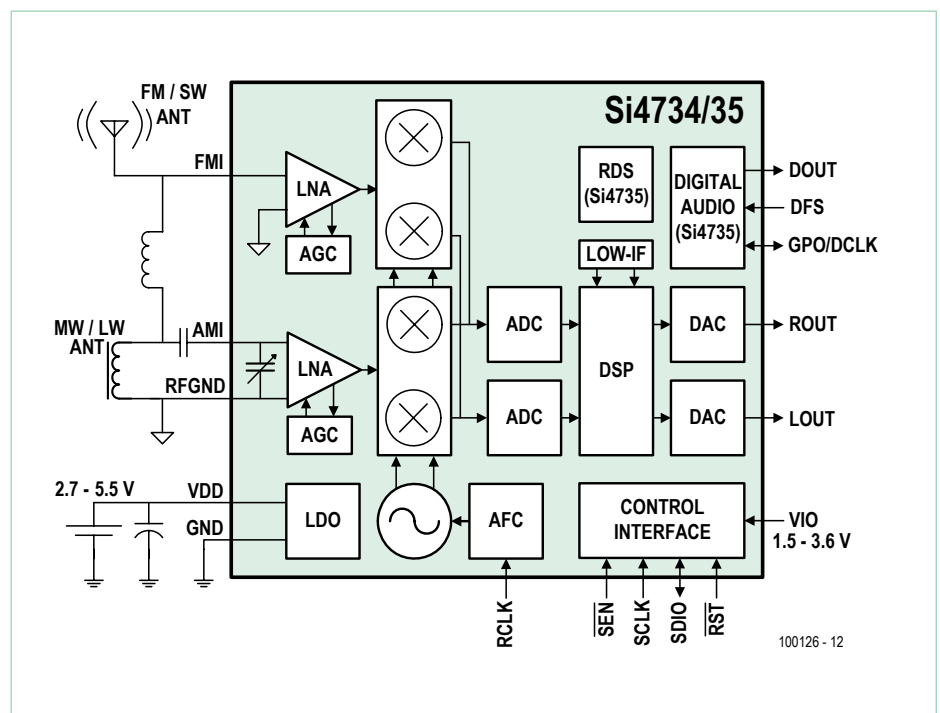 Si4734/35
FM / SW
ANT
FMI
LNA
AGC
RDS
(Si4735)
DIGITAL
AUDIO
(Si4735)
DOUT
DFS
GPO/DCLK
LOW-IF
MW / LW
ANT
AMI
RFGND
LNA
AGC
ADC
ADC
DSP
DAC
DAC
ROUT
LOUT
2.7 - 5.5 V
VDD
GND
LDO
AFC
CONTROL
INTERFACE
VIO
1.5 - 3.6 V
RCLK
SEN
SCLK
SDIO
RST
100126 - 12